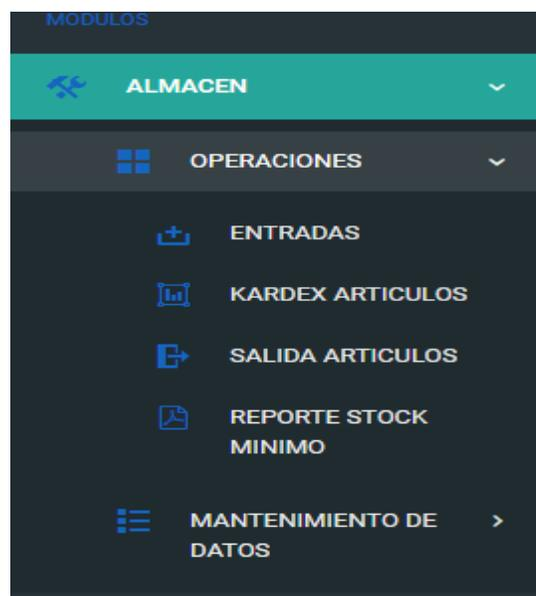 MODULOS
ALMACEN
OPERACIONES
ENTRADAS
KARDEX ARTICULOS
SALIDA ARTICULOS
REPORTE STOCK
MINIMO
MANTENIMIENTO DE
DATOS